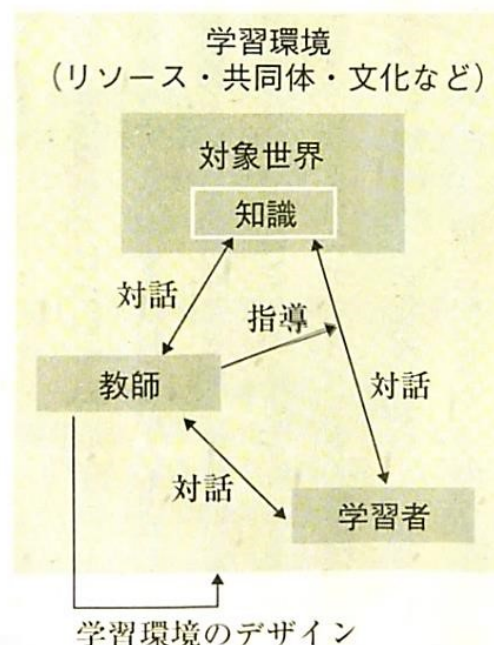 学習環境
（リソース・共同体・文化など）
対象世界
知識
対話
指導
教師
対話
対話
学習者
学習環境のデザイン